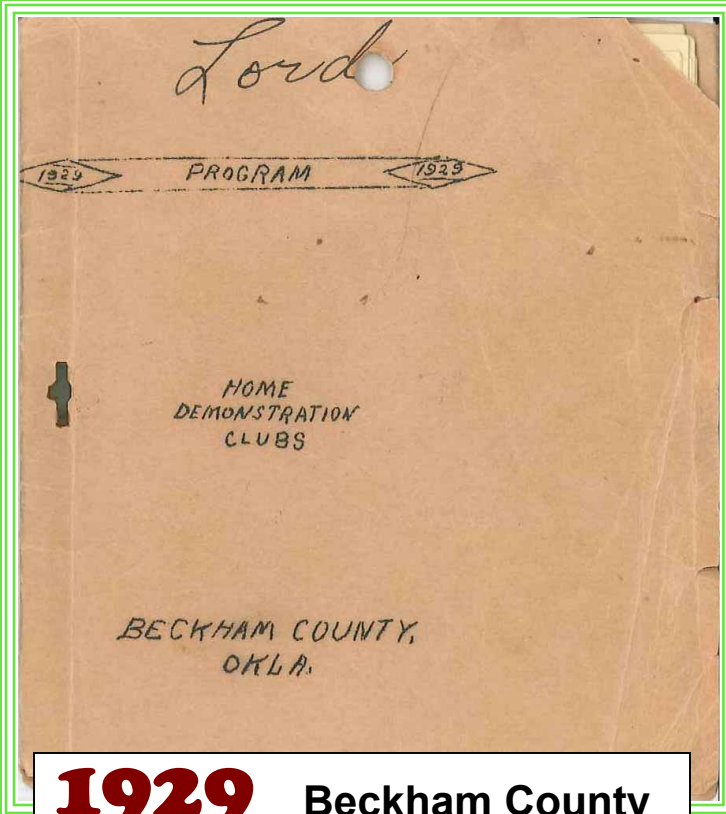 Lord
1929 PROGRAM 1929
HOME
DEMONSTRATION
CLUBS
BECKHAM COUNTY,
OKLA.
1929 Beckham County